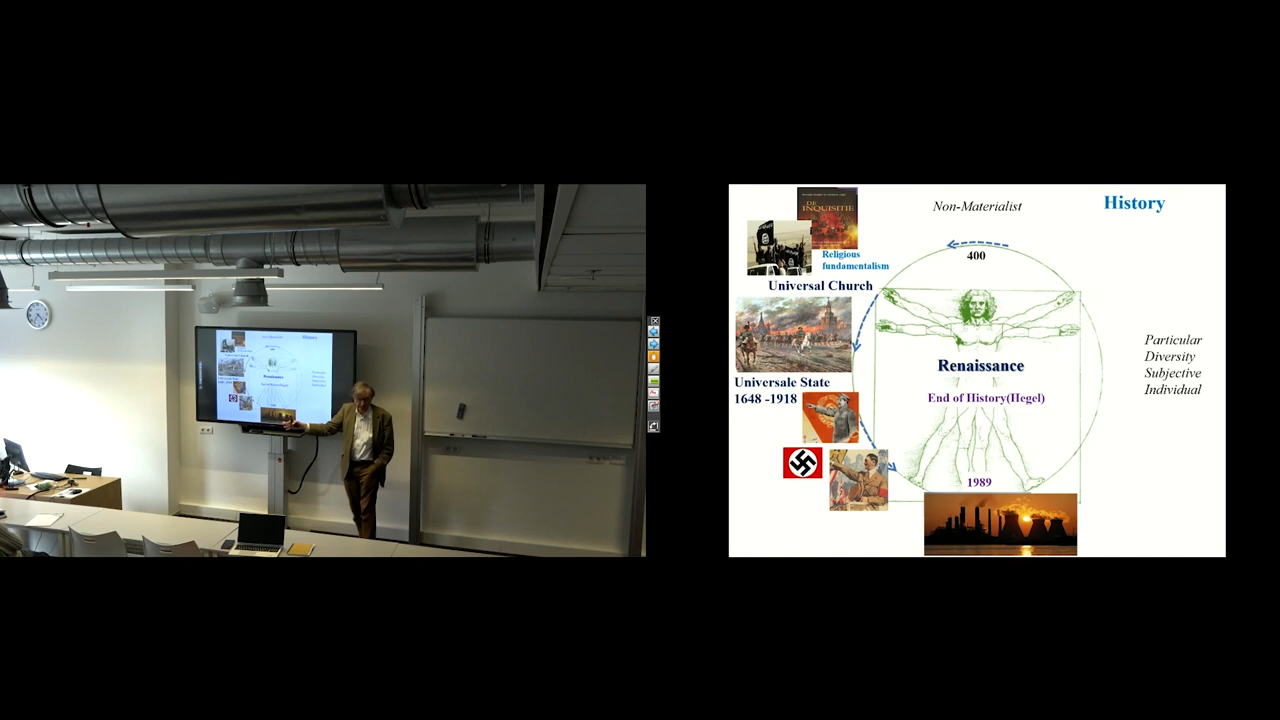 DE
INQUISITIE
Non-Materialist
History
Religious
fundamentalism
400
Universal Church
Particular
Diversity
Subjective
Individual
Renaissance
Universale State
1648 -1918
End of History(Hegel)
1989